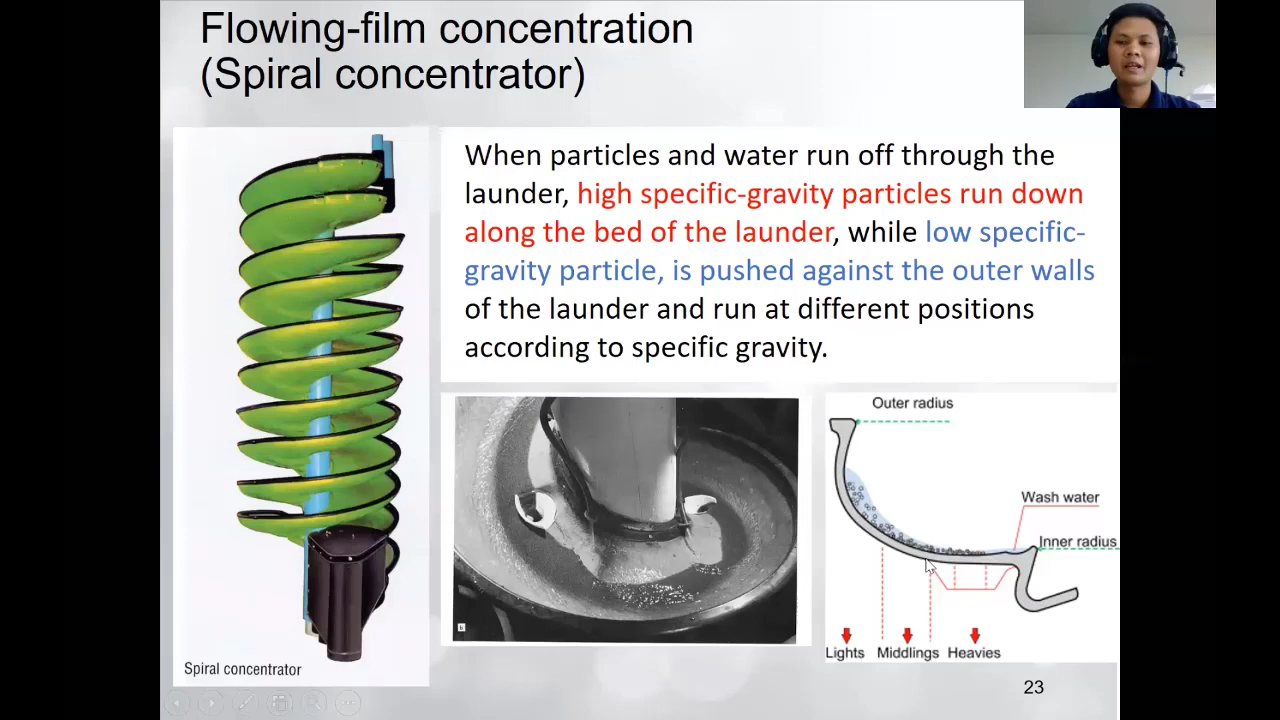 Flowing-film concentration
(Spiral concentrator)
When particles and water run off through the
launder, high specific-gravity particles run down
along the bed of the launder, while low specific-
gravity particle, is pushed against the outer walls
of the launder and run at different positions
according to specific gravity.
Spiral concentrator
Outer radius
Wash water
Inner radius
Lights Middlings Heavies
23